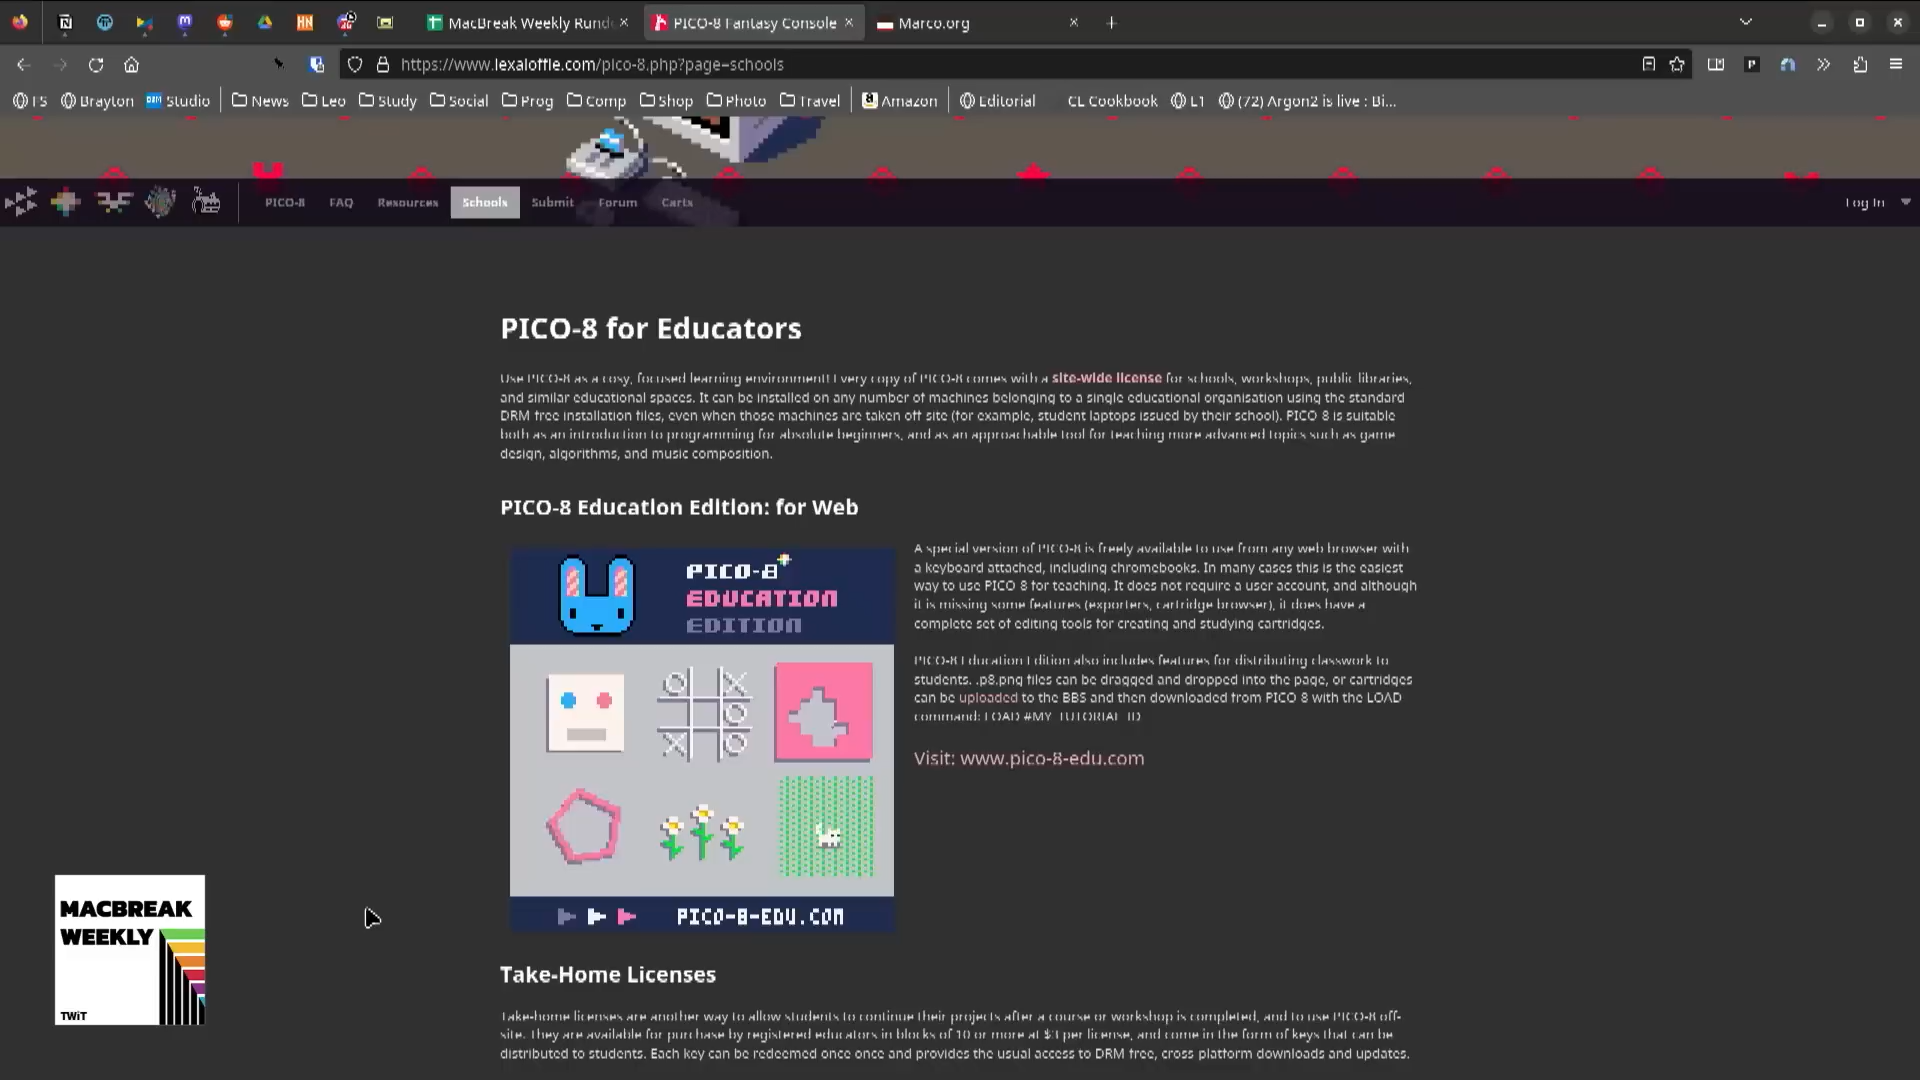 MacBreak Weekly Rund
PICO-8 Fantasy Console
Marco.org
https://www.lexaloffle.com/pico-8.php?page=schools
FS
Brayton
Studio
News
Leo
Study
Social
Prog
Comp
Shop
Photo
Travel
Amazon
Editorial
CL Cookbook
L1
(72) Argon2 is live : Bi...
PICO-8
FAQ
Resources
Schools
Submit
Forum
Carts
Log In
PICO-8 for Educators
Use PICO-8 as a cosy, focused learning environment! Every copy of PICO-8 comes with a site-wide license for schools, workshops, public libraries,
and similar educational spaces. It can be installed on any number of machines belonging to a single educational organisation using the standard
DRM free installation files, even when those machines are taken off site (for example, student laptops issued by their school). PICO 8 is suitable
both as an introduction to programming for absolute beginners, and as an approachable tool for teaching more advanced topics such as game
design, algorithms, and music composition.
PICO-8 Education Edition: for Web
PICO-8
EDUCATION
EDITION
PICO-8-EDU.COM
A special version of PICO-8 is freely available to use from any web browser with
a keyboard attached, including chromebooks. In many cases this is the easiest
way to use PICO 8 for teaching. It does not require a user account, and although
it is missing some features (exporters, cartridge browser), it does have a
complete set of editing tools for creating and studying cartridges.
PICO-8 Education Edition also includes features for distributing classwork to
students. .p8.png files can be dragged and dropped into the page, or cartridges
can be uploaded to the BBS and then downloaded from PICO 8 with the LOAD
command: LOAD #MY_TUTORIAL_ID
Visit: www.pico-8-edu.com
MACBREAK
WEEKLY
TWiT
Take-Home Licenses
Take-home licenses are another way to allow students to continue their projects after a course or workshop is completed, and to use PICO-8 off-
site. They are available for purchase by registered educators in blocks of 10 or more at $3 per license, and come in the form of keys that can be
distributed to students. Each key can be redeemed once once and provides the usual access to DRM free, cross platform downloads and updates.